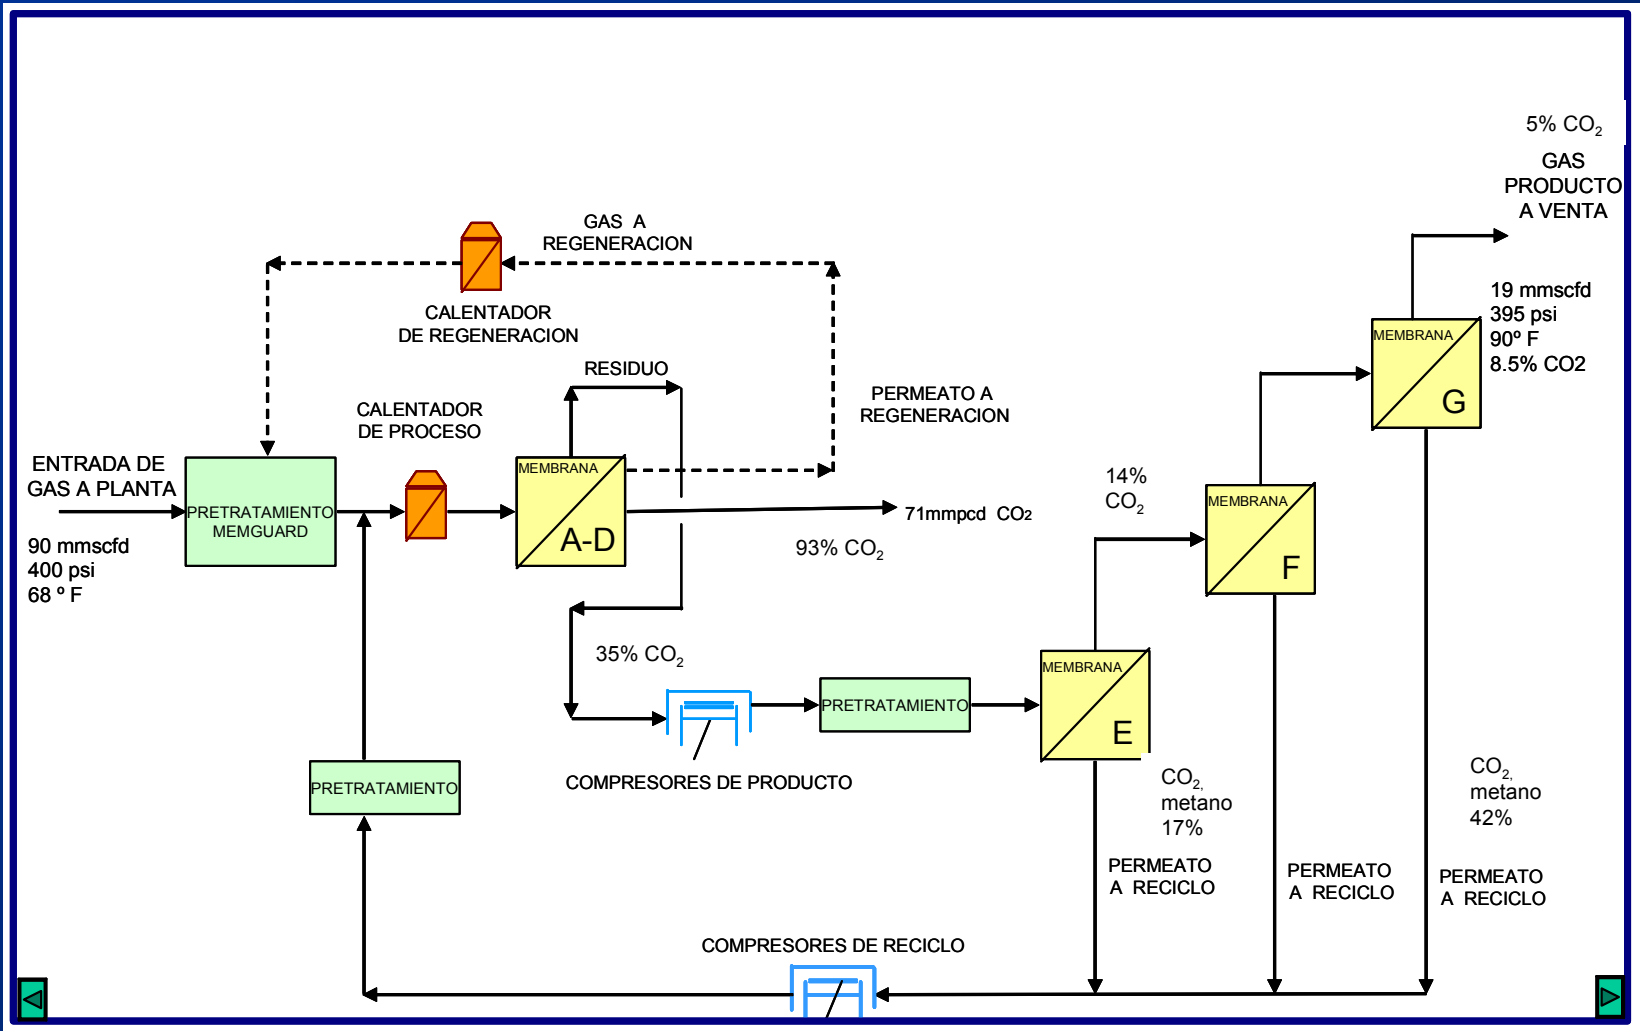 5% CO₂
GAS
PRODUCTO
A VENTA
GAS A
REGENERACION
CALENTADOR
DE REGENERACION
19 mmscfd
395 psi
90º F
8.5% CO2
MEMBRANA
G
RESIDUO
PERMEATO A
REGENERACION
CALENTADOR
DE PROCESO
ENTRADA DE
GAS A PLANTA
90 mmscfd
400 psi
68 º F
PRETRATAMIENTO
MEMGUARD
MEMBRANA
A-D
71mmpcd CO₂
93% CO₂
14%
CO₂
MEMBRANA
F
35% CO₂
PRETRATAMIENTO
MEMBRANA
E
COMPRESORES DE PRODUCTO
PRETRATAMIENTO
CO₂,
metano
17%
CO₂,
metano
42%
PERMEATO
A RECICLO
PERMEATO
A RECICLO
PERMEATO
A RECICLO
COMPRESORES DE RECICLO